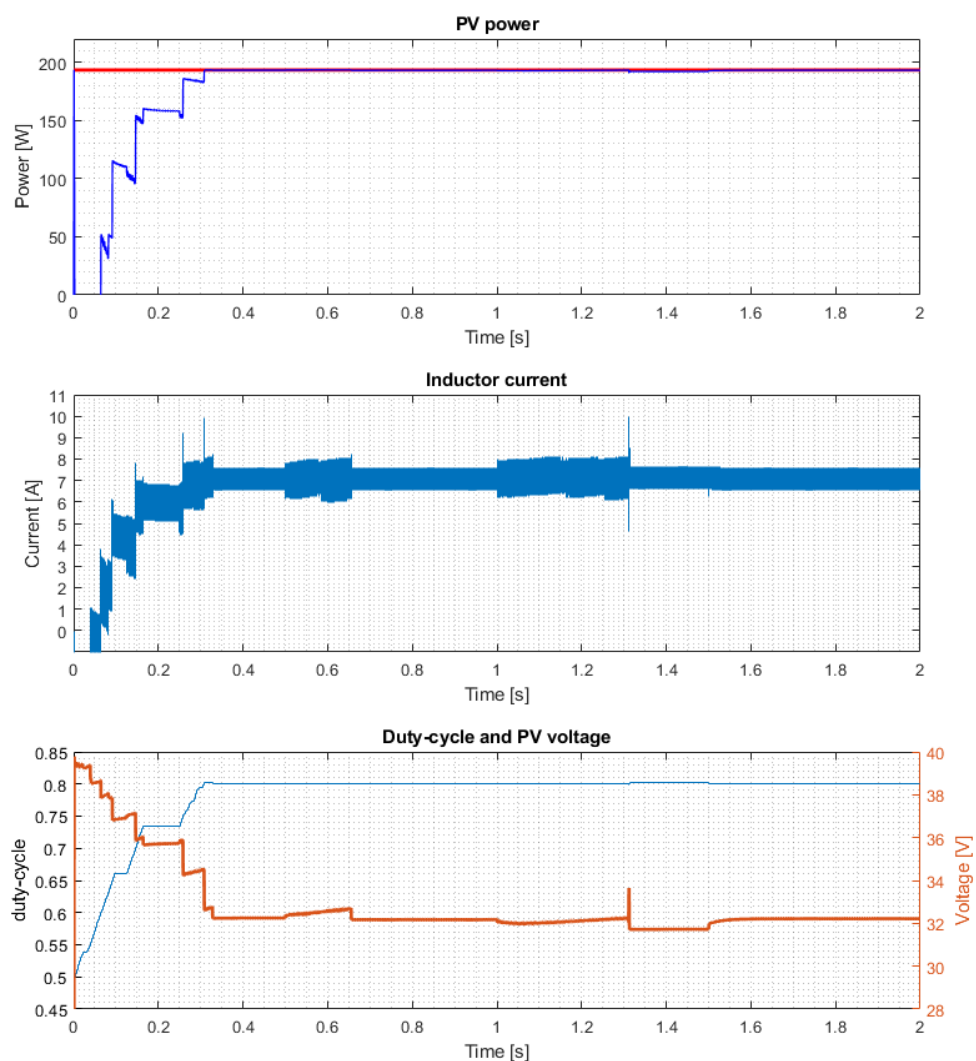 PV power
Power [W]
200
150
100
50
0
0 0.2 0.4 0.6 0.8 1 1.2 1.4 1.6 1.8 2
Time [s]
Inductor current
Current [A]
11
10
9
8
7
6
5
4
3
2
1
0
0 0.2 0.4 0.6 0.8 1 1.2 1.4 1.6 1.8 2
Time [s]
Duty-cycle and PV voltage
duty-cycle
0.85
0.8
0.75
0.7
0.65
0.6
0.55
0.5
0.45
40
38
36
34
32
30
28
Voltage [V]
0 0.2 0.4 0.6 0.8 1 1.2 1.4 1.6 1.8 2
Time [s]